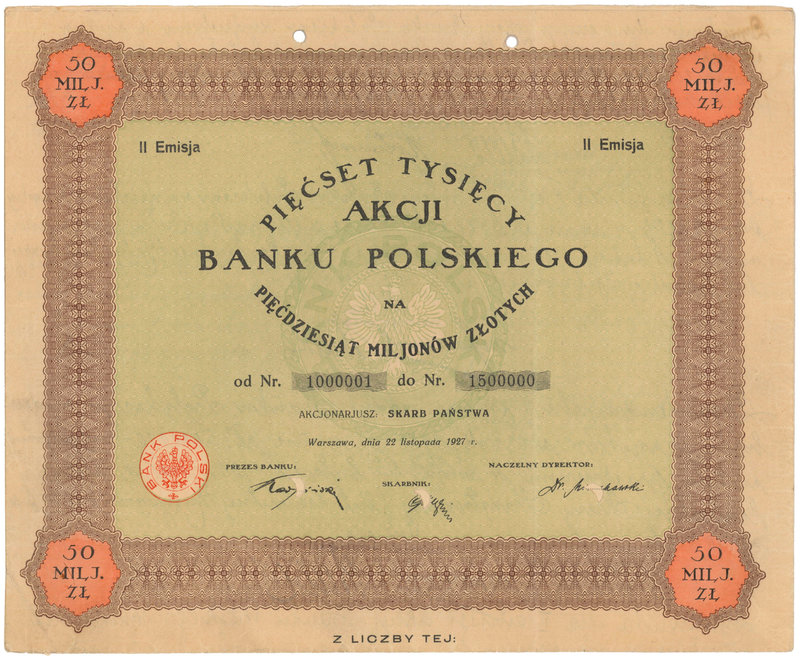 50
MILJ.
ZŁ
50
MILJ.
ZŁ
II Emisja
II Emisja
PIĘĆSET TYSIĘCY
AKCJI
BANKU POLSKIEGO
NA
PIĘĆDZIESIĄT MILJONÓW ZŁOTYCH
od Nr. 1000001 do Nr. 1500000
AKCJONARJUSZ: SKARB PAŃSTWA
Warszawa, dnia 22 listopada 1927 r.
BANK POLSKI
PREZES BANKU:
SKARBNIK:
NACZELNY DYREKTOR:
50
MILJ.
ZŁ
50
MILJ.
ZŁ
Z LICZBY TEJ: